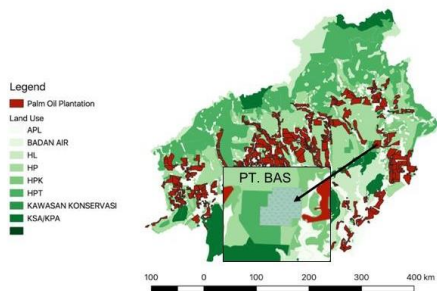 Legend
Palm Oil Plantation
Land Use
APL
BADAN AIR
HL
HP
HPK
HPT
KAWASAN KONSERVASI
KSA/KPA
PT. BAS
100 0 100 200 300 400 km